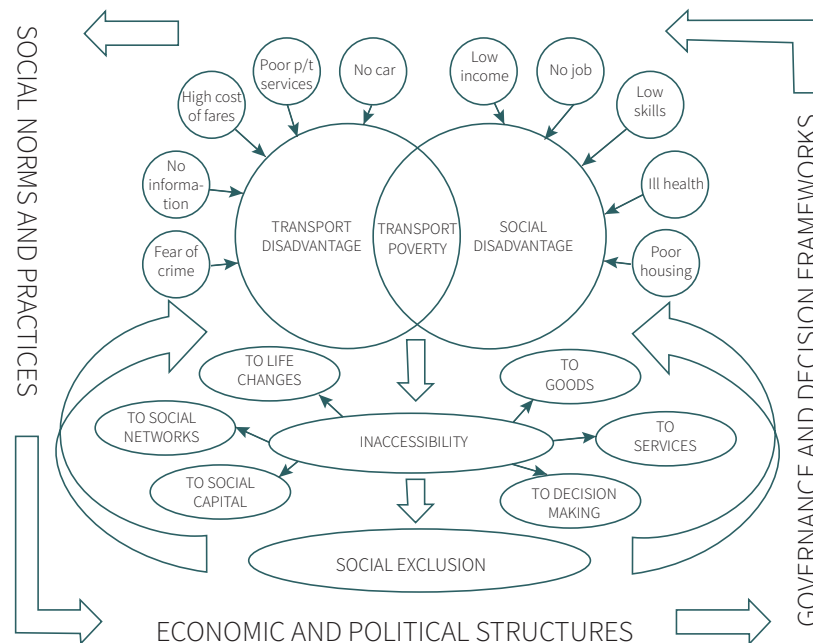 SOCIAL NORMS AND PRACTICES
Poor p/t
services
No car
Low
income
No job
High cost
of fares
Low
skills
No
informa-
tion
Ill health
Fear of
crime
Poor
housing
TRANSPORT
DISADVANTAGE
TRANSPORT
POVERTY
SOCIAL
DISADVANTAGE
GOVERNANCE AND DECISION FRAMEWORKS
TO LIFE
CHANGES
TO
GOODS
TO SOCIAL
NETWORKS
INACCESSIBILITY
TO
SERVICES
TO SOCIAL
CAPITAL
TO DECISION
MAKING
SOCIAL EXCLUSION
ECONOMIC AND POLITICAL STRUCTURES